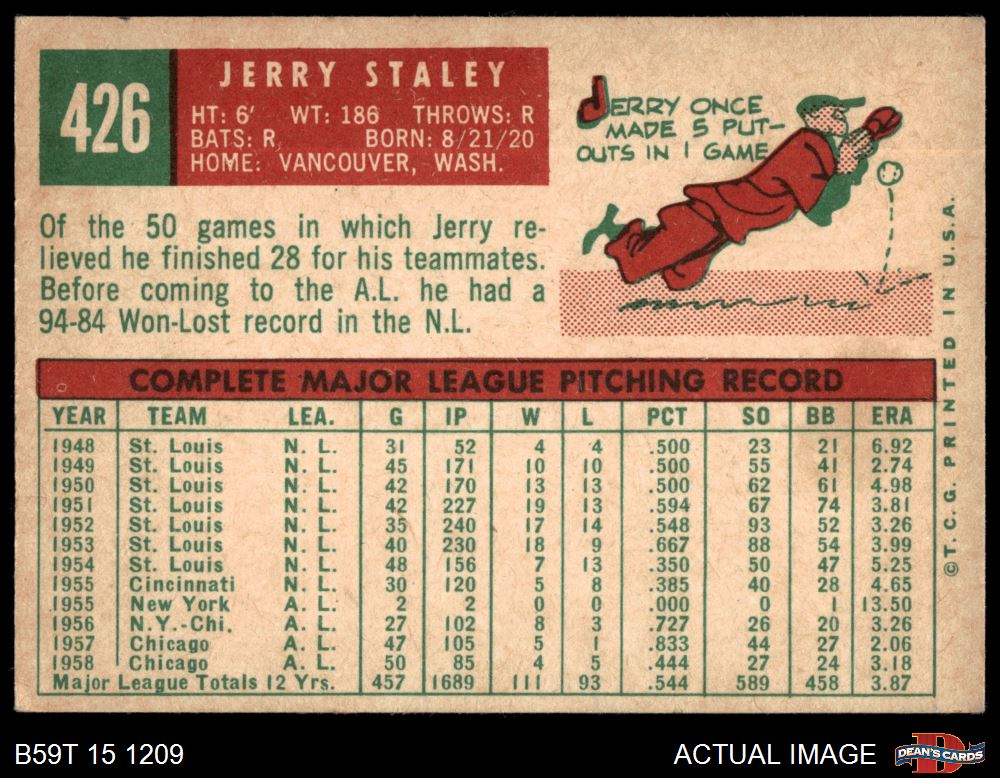 426
JERRY STALEY
HT: 6' WT: 186 THROWS: R
BATS: R BORN: 8/21/20
HOME: VANCOUVER, WASH.
JERRY ONCE
MADE 5 PUT-
OUTS IN 1 GAME
Of the 50 games in which Jerry re-
lieved he finished 28 for his teammates.
Before coming to the A.L. he had a
94-84 Won-Lost record in the N.L.
COMPLETE MAJOR LEAGUE PITCHING RECORD
YEAR TEAM LEA. G IP W L PCT SO BB ERA
1948 St. Louis N. L. 31 52 4 4 .500 23 21 6.92
1949 St. Louis N. L. 45 171 10 10 .500 55 41 2.74
1950 St. Louis N. L. 42 170 13 13 .500 62 61 4.98
1951 St. Louis N. L. 42 227 19 13 .594 67 74 3.81
1952 St. Louis N. L. 35 240 17 14 .548 93 52 3.26
1953 St. Louis N. L. 40 230 18 9 .667 88 54 3.99
1954 St. Louis N. L. 48 156 7 13 .350 50 47 5.25
1955 Cincinnati N. L. 30 120 5 8 .385 40 28 4.65
1955 New York A. L. 2 2 0 0 .000 0 1 13.50
1956 N.Y.-Chi. A. L. 27 102 8 3 .727 26 20 3.26
1957 Chicago A. L. 47 105 5 1 .833 44 27 2.06
1958 Chicago A. L. 50 85 4 5 .444 27 24 3.18
Major League Totals 12 Yrs. 457 1689 111 93 .544 589 458 3.87
©T.C.G. PRINTED IN U.S.A.
B59T 15 1209
ACTUAL IMAGE
DEAN'S CARDS